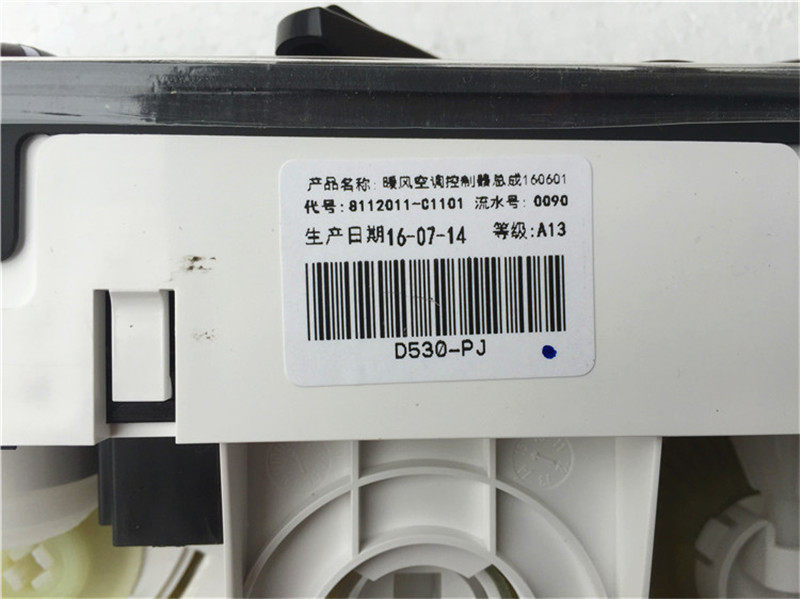 产品名称: 暖风空调控制器总成160601
代号:8112011-C1101 流水号: 0090
生产日期16-07-14 等级:A13
D530-PJ